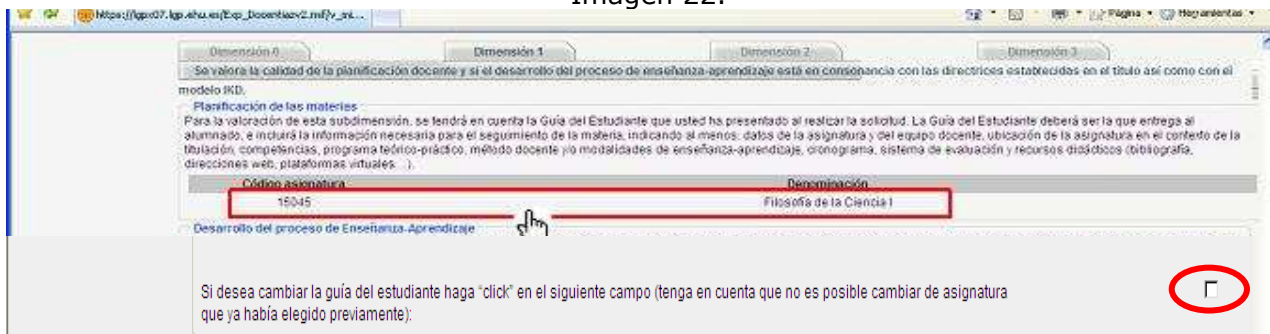 Imagen 22.
https://lgpx07.lgp.ehu.es/Exp_Docentiazv2.mf/v_mi...
Página Herramientas
Dimensión 0 Dimensión 1 Dimensión 2 Dimensión 3
Se valora la calidad de la planificación docente y si el desarrollo del proceso de enseñanza-aprendizaje está en consonancia con las directrices establecidas en el título así como con el
modelo IKD.
Planificación de las materias
Para la valoración de esta subdimensión, se tendrá en cuenta la Guía del Estudiante que usted ha presentado al realizar la solicitud. La Guía del Estudiante deberá ser la que entrega al
alumnado, e incluirá la información necesaria para el seguimiento de la materia, indicando al menos: datos de la asignatura y del equipo docente, ubicación de la asignatura en el contexto de la
titulación, competencias, programa teórico-práctico, método docente y/o modalidades de enseñanza-aprendizaje, cronograma, sistema de evaluación y recursos didácticos (bibliografía,
direcciones web, plataformas virtuales...).
Código asignatura Denominación
15045 Filosofía de la Ciencia I
Desarrollo del proceso de Enseñanza-Aprendizaje
Si desea cambiar la guía del estudiante haga "click" en el siguiente campo (tenga en cuenta que no es posible cambiar de asignatura
que ya había elegido previamente):